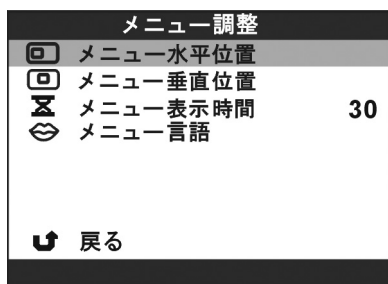 メニュー調整
メニュー水平位置
メニュー垂直位置
メニュー表示時間 30
メニュー言語
戻る